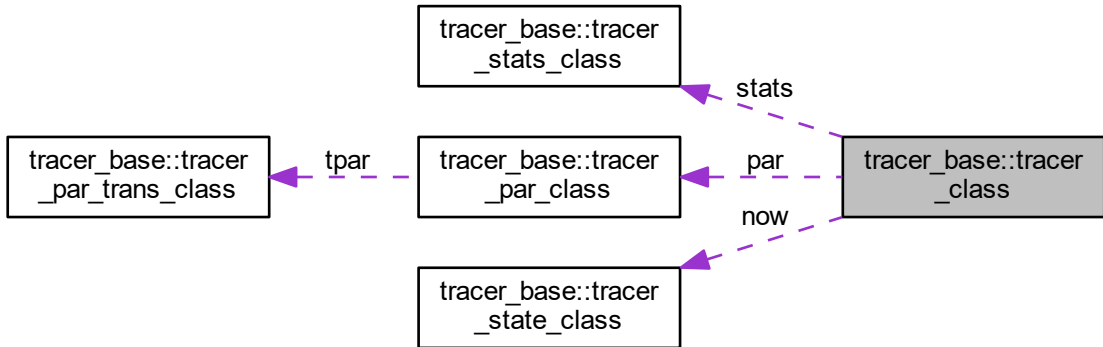 tracer_base::tracer
_stats_class
stats
tracer_base::tracer
_par_trans_class
tpar
tracer_base::tracer
_par_class
par
tracer_base::tracer
_class
now
tracer_base::tracer
_state_class